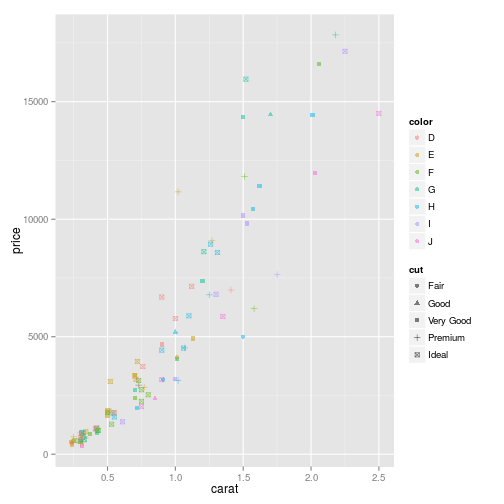 15000
10000
5000
0
price
0.5 1.0 1.5 2.0 2.5
carat
color
D
E
F
G
H
I
J
cut
Fair
Good
Very Good
Premium
Ideal